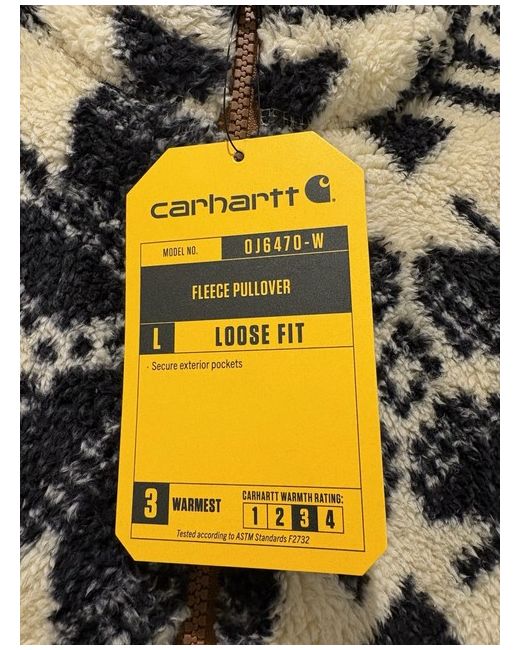 carhartt
MODEL NO. OJ6470-W
FLEECE PULLOVER
L LOOSE FIT
· Secure exterior pockets
3 WARMEST
CARHARTT WARMTH RATING:
1 2 3 4
Tested according to ASTM Standards F2732